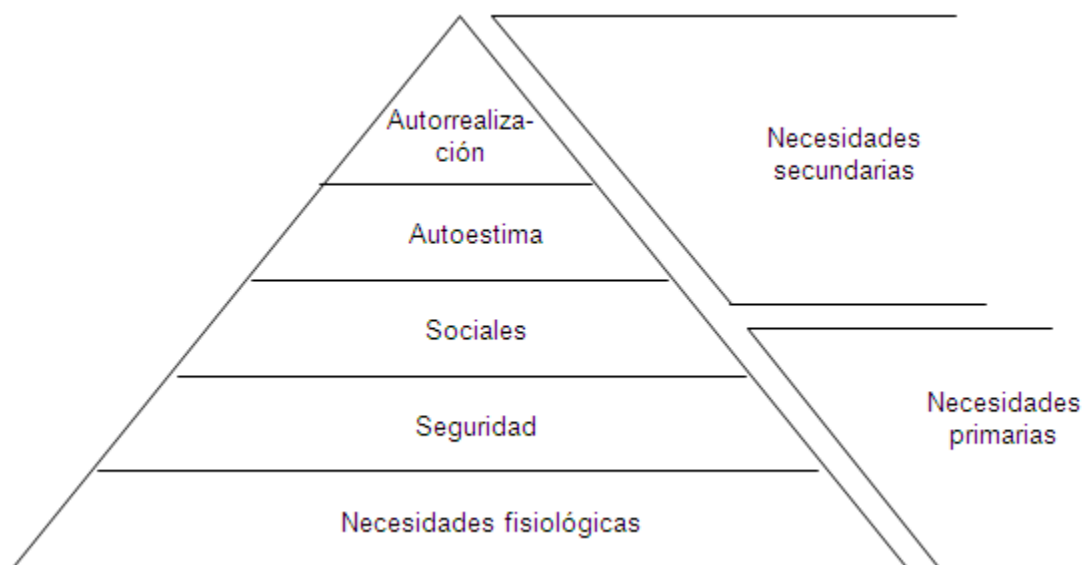 Autorrealiza-
ción
Autoestima
Sociales
Seguridad
Necesidades fisiológicas
Necesidades
secundarias
Necesidades
primarias